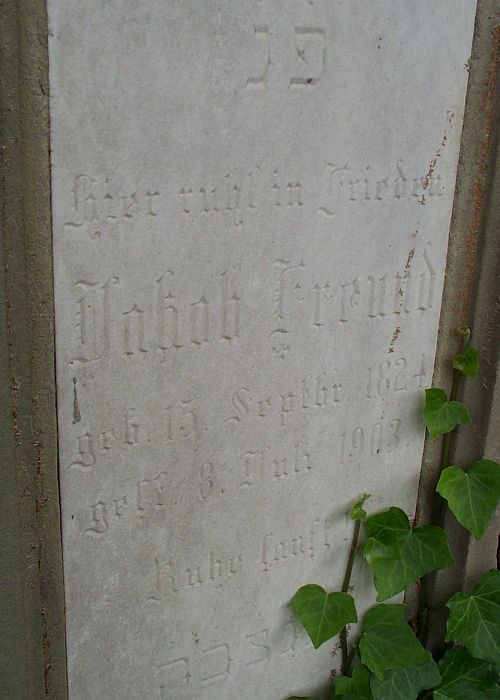 פ נ
Hier ruht in Frieden
Jakob Freund
geb. 15. Septbr. 1824
gest. 8. Juli 1903.
Ruhe sanft!